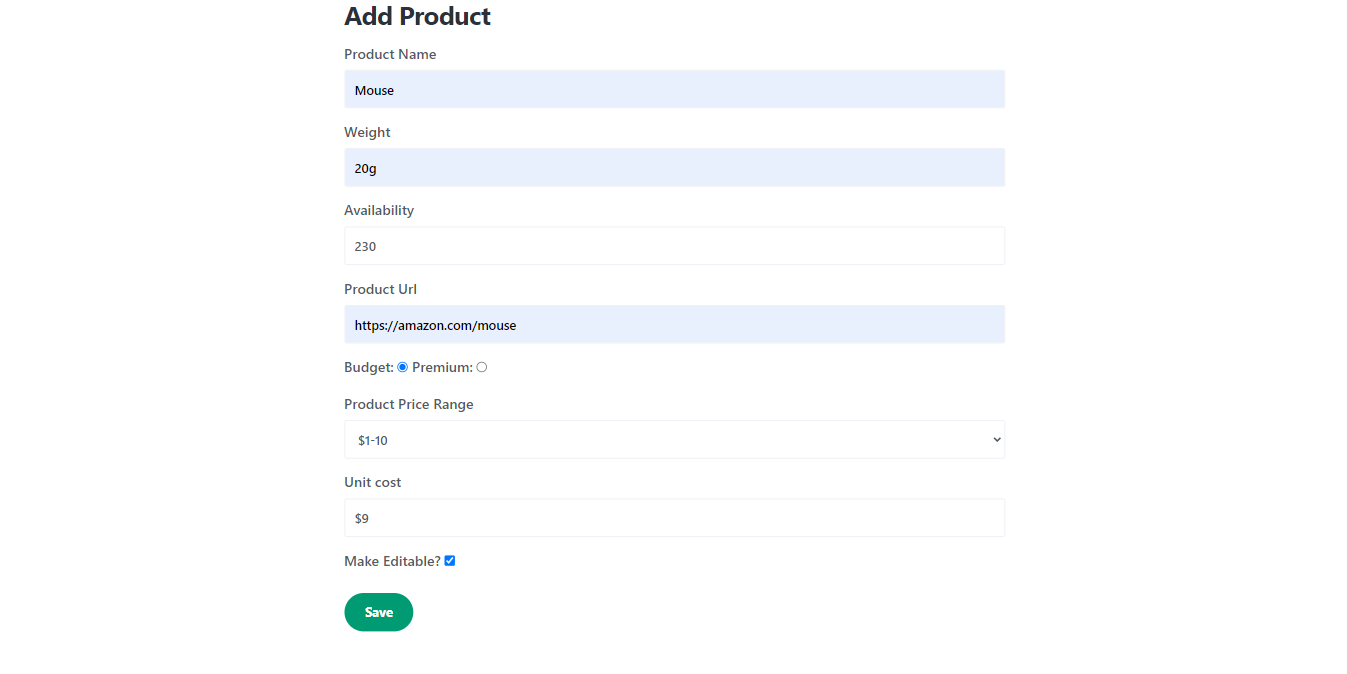 Add Product
Product Name
Mouse
Weight
20g
Availability
230
Product Url
https://amazon.com/mouse
Budget: Premium:
Product Price Range
$1-10
Unit cost
$9
Make Editable?
Save